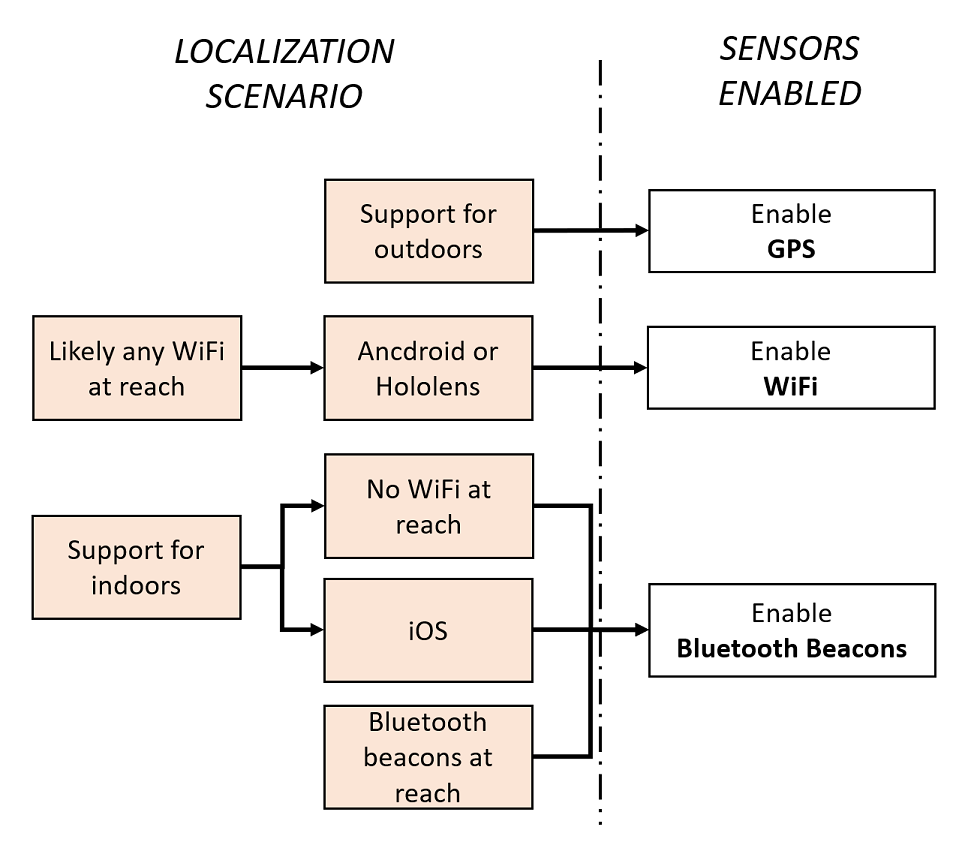 LOCALIZATION
SCENARIO
SENSORS
ENABLED
Support for
outdoors
Enable
GPS
Likely any WiFi
at reach
Ancdroid or
Hololens
Enable
WiFi
Support for
indoors
No WiFi at
reach
iOS
Bluetooth
beacons at
reach
Enable
Bluetooth Beacons